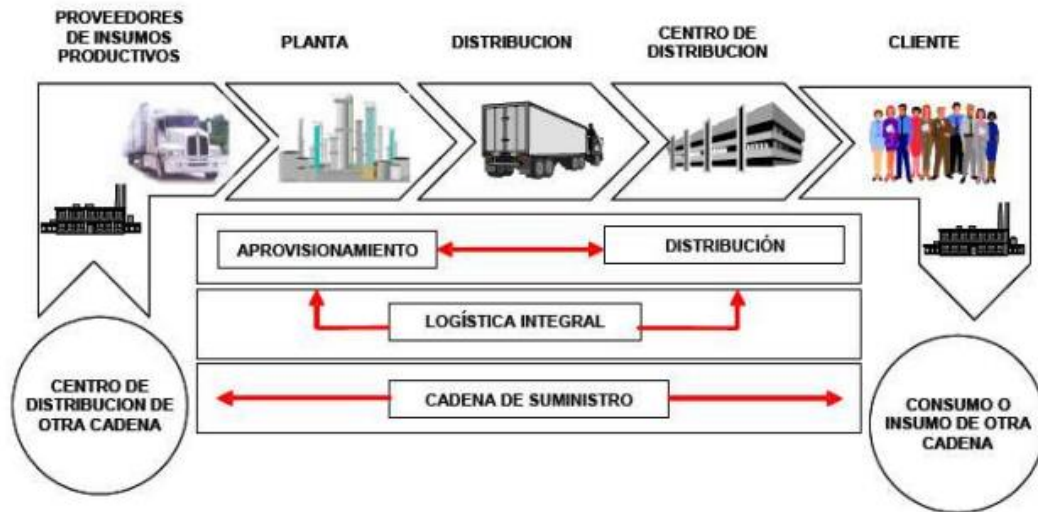 PROVEEDORES
DE INSUMOS
PRODUCTIVOS
PLANTA
DISTRIBUCION
CENTRO DE
DISTRIBUCION
CLIENTE
APROVISIONAMIENTO
DISTRIBUCIÓN
LOGÍSTICA INTEGRAL
CADENA DE SUMINISTRO
CENTRO DE
DISTRIBUCION DE
OTRA CADENA
CONSUMO O
INSUMO DE OTRA
CADENA